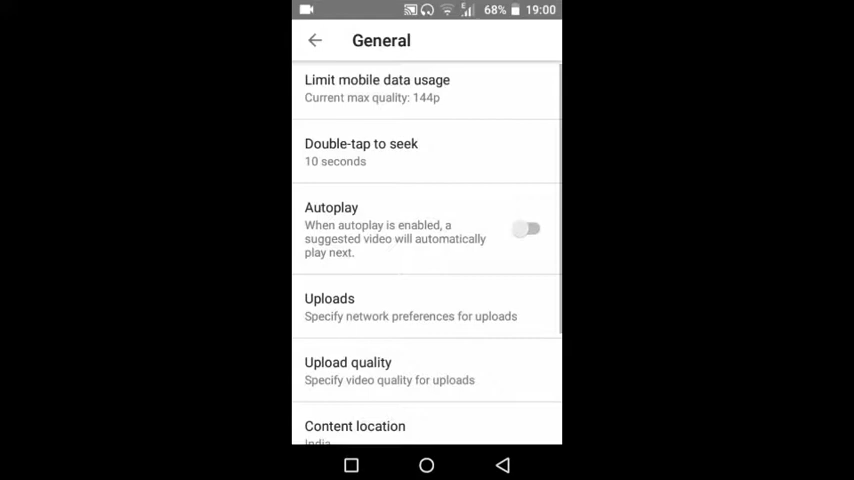 68% 19:00
General
Limit mobile data usage
Current max quality: 144p
Double-tap to seek
10 seconds
Autoplay
When autoplay is enabled, a
suggested video will automatically
play next.
Uploads
Specify network preferences for uploads
Upload quality
Specify video quality for uploads
Content location
India